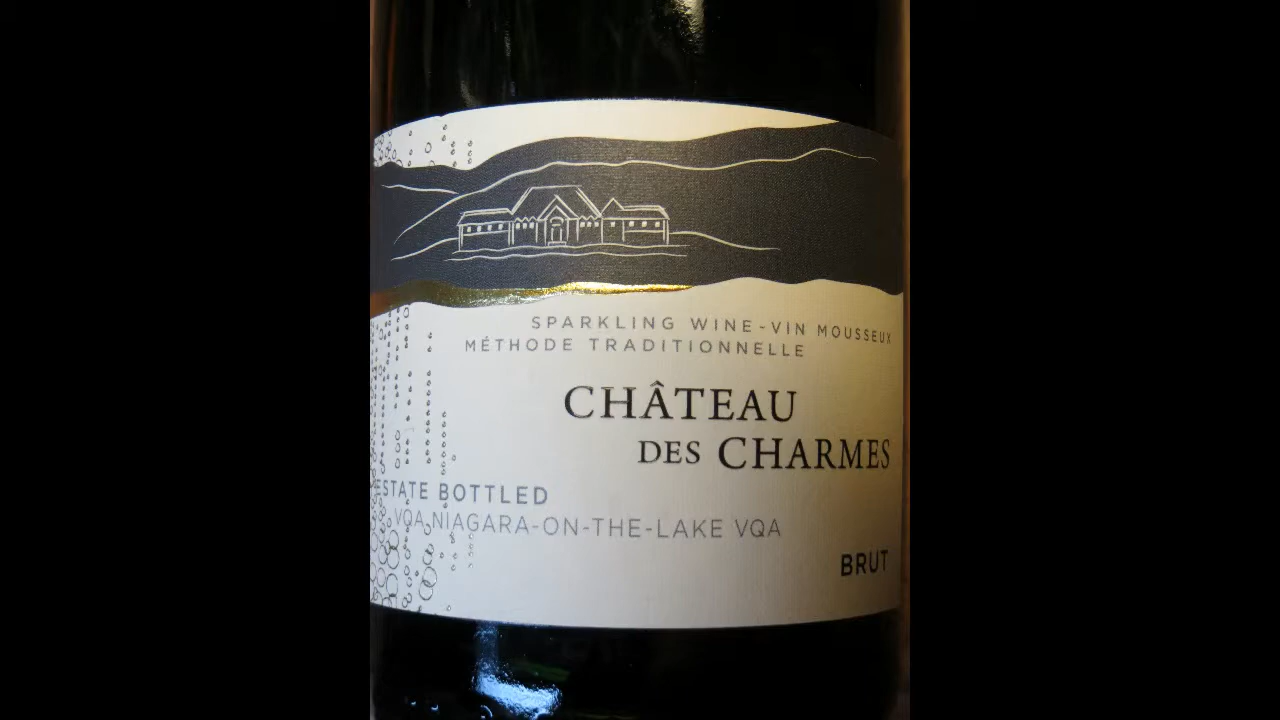 SPARKLING WINE-VIN MOUSSEUX
MÉTHODE TRADITIONNELLE
CHÂTEAU
DES CHARMES
ESTATE BOTTLED
VQA NIAGARA-ON-THE-LAKE VQA
BRUT